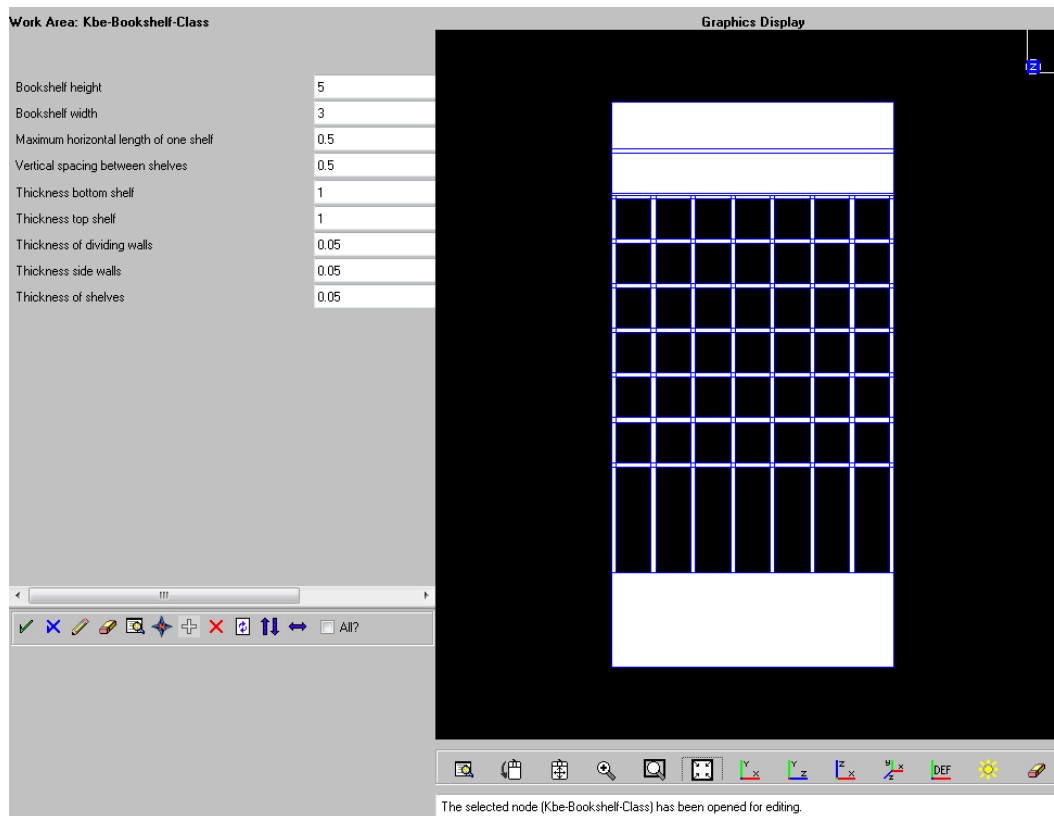 Work Area: Kbe-Bookshelf-Class
Graphics Display
Z
Bookshelf height 5
Bookshelf width 3
Maximum horizontal length of one shelf 0.5
Vertical spacing between shelves 0.5
Thickness bottom shelf 1
Thickness top shelf 1
Thickness of dividing walls 0.05
Thickness side walls 0.05
Thickness of shelves 0.05
All?
Y X
Y Z
Z X
y x z
DEF
The selected node (Kbe-Bookshelf-Class) has been opened for editing.